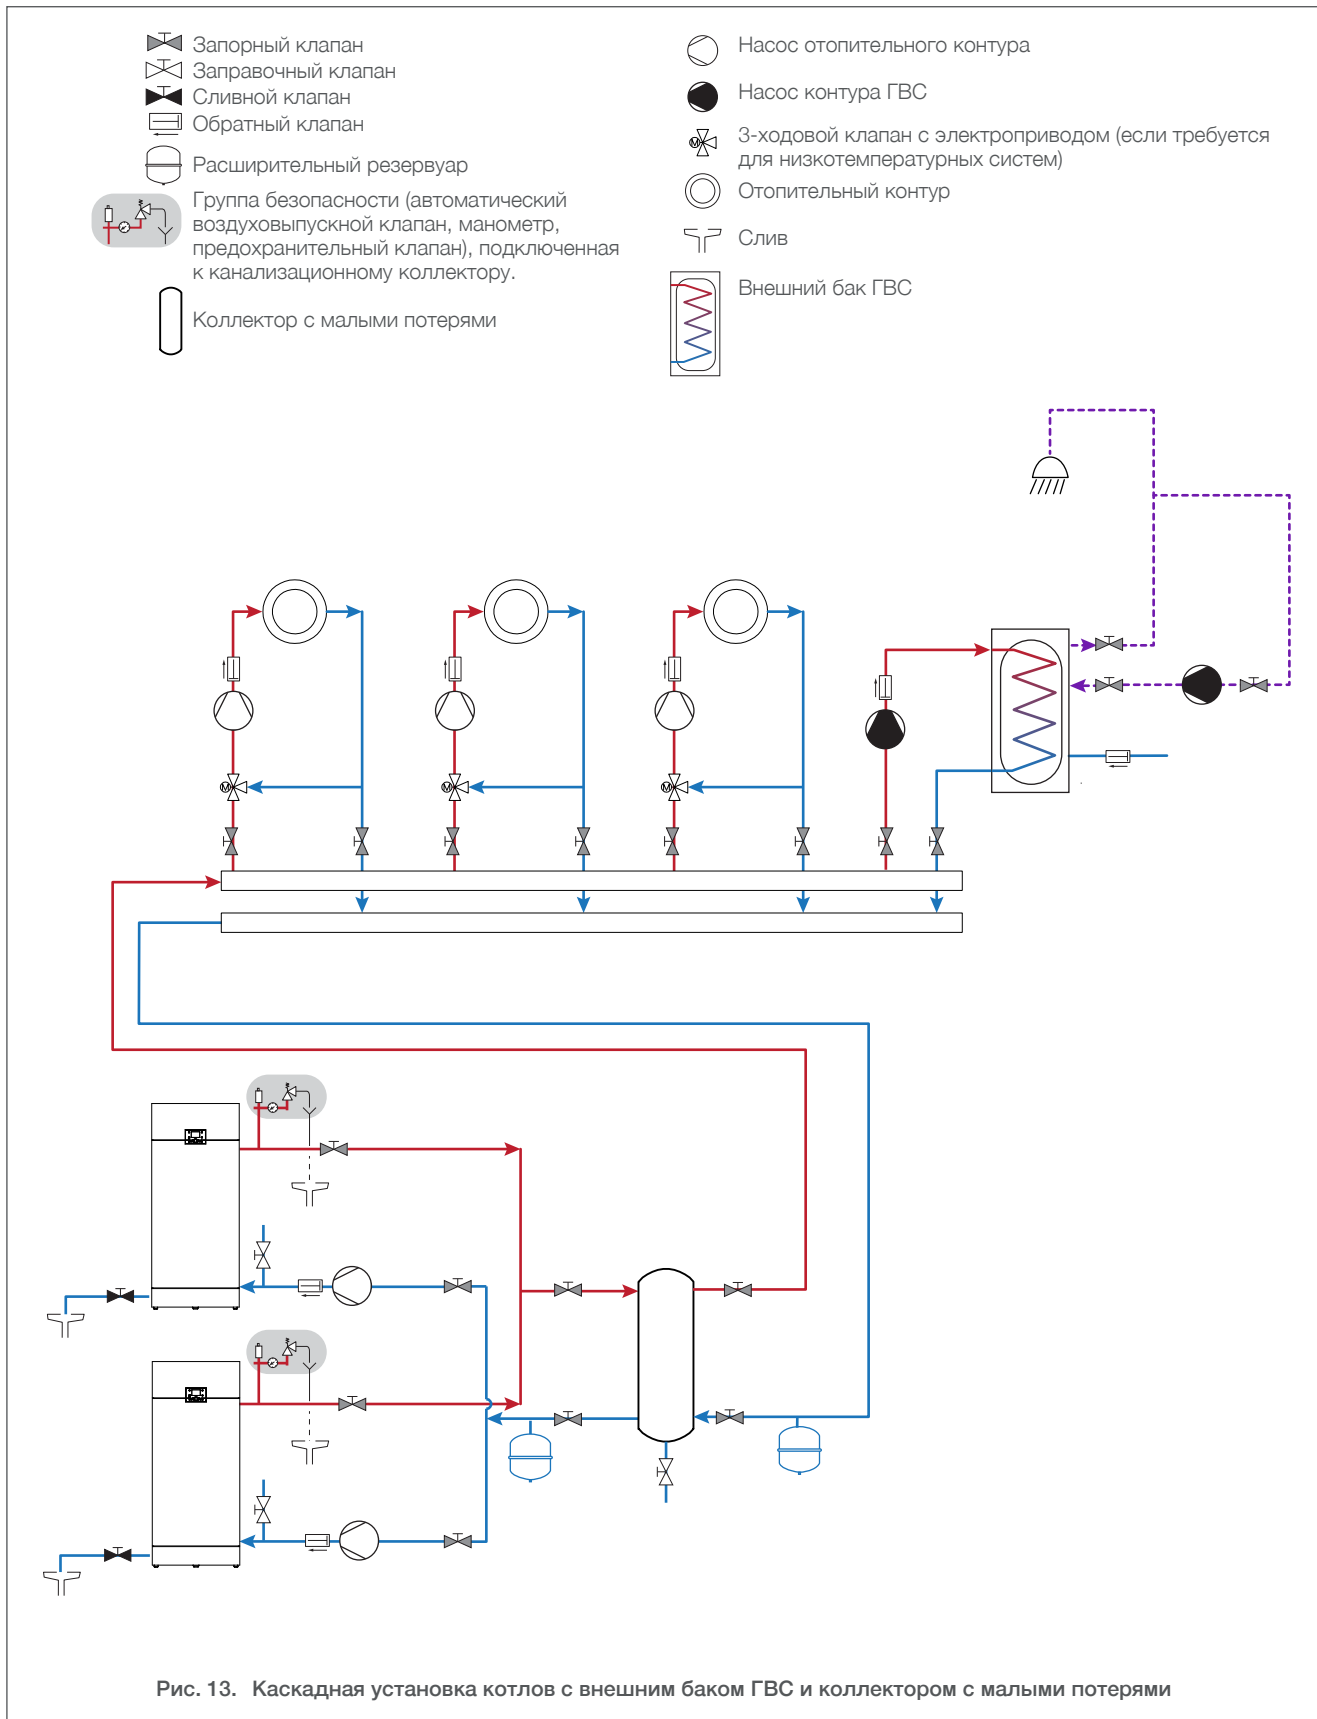 Запорный клапан
Заправочный клапан
Сливной клапан
Обратный клапан
Расширительный резервуар
Группа безопасности (автоматический
воздуховыпускной клапан, манометр,
предохранительный клапан), подключенная
к канализационному коллектору.
Коллектор с малыми потерями
Насос отопительного контура
Насос контура ГВС
M
3-ходовой клапан с электроприводом (если требуется
для низкотемпературных систем)
Отопительный контур
Слив
Внешний бак ГВС
M
M
M
Рис. 13. Каскадная установка котлов с внешним баком ГВС и коллектором с малыми потерями